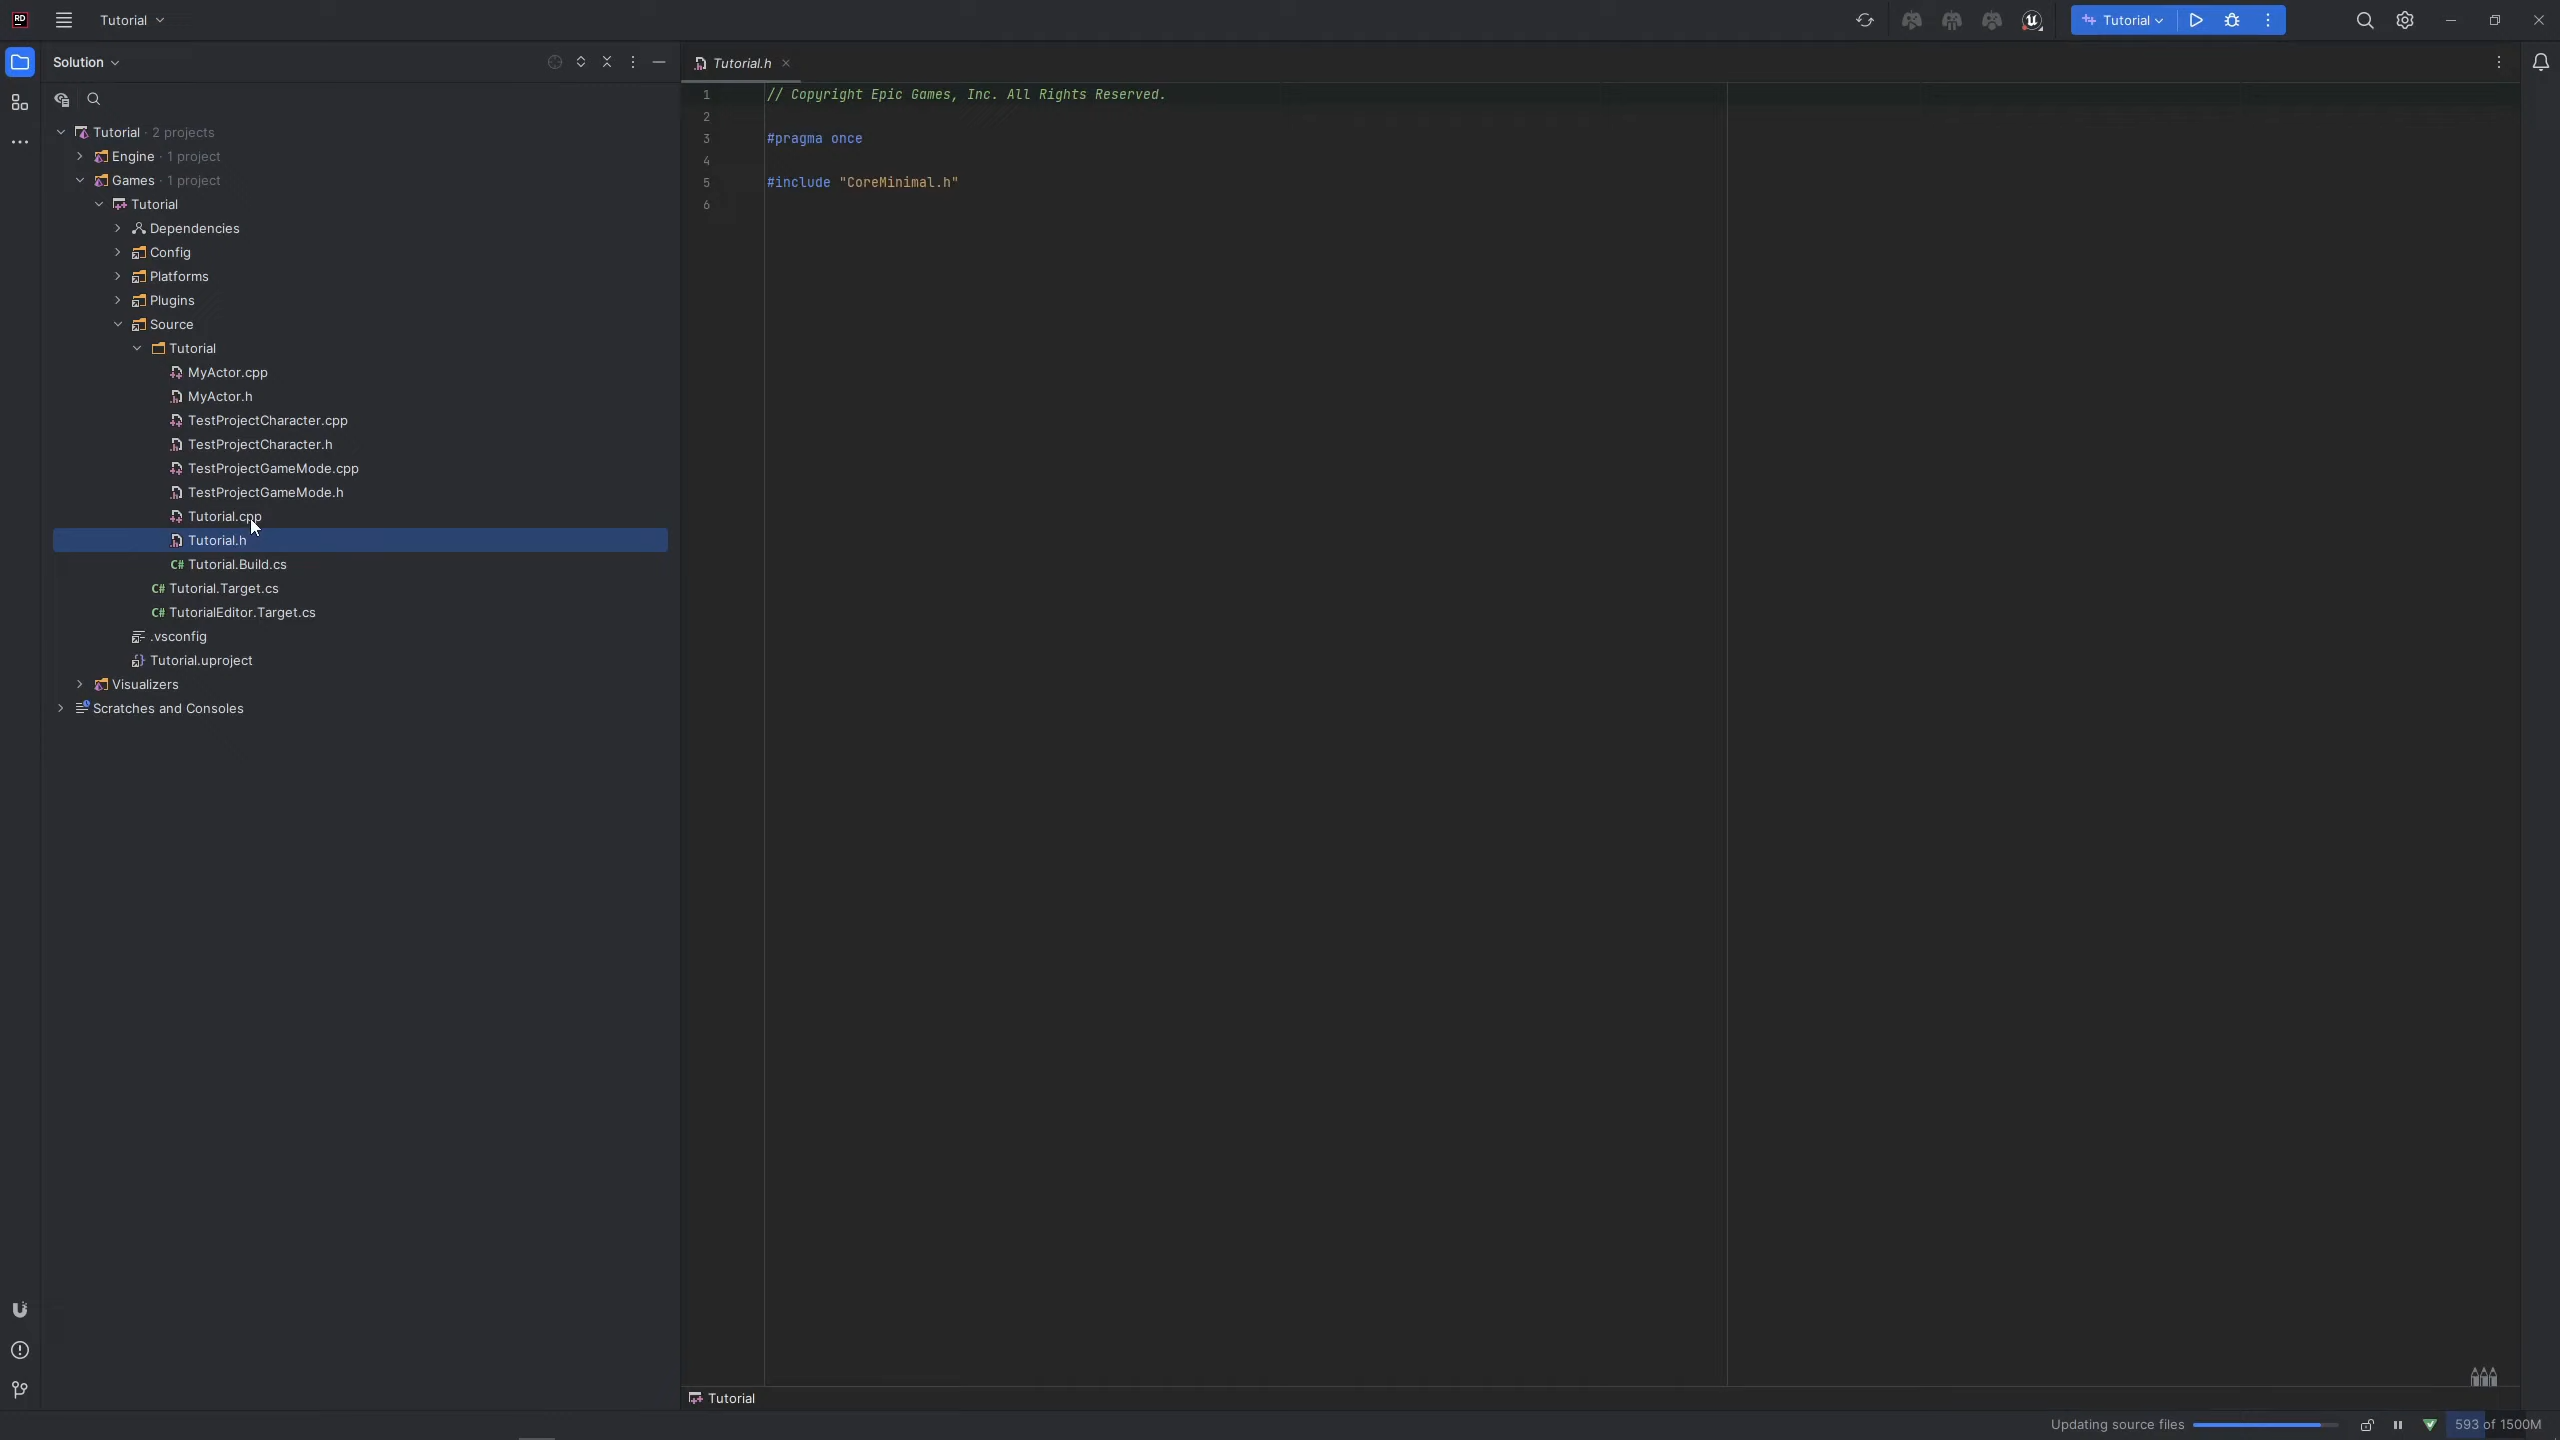 RD
Tutorial
Tutorial
Solution
Tutorial · 2 projects
Engine · 1 project
Games · 1 project
Tutorial
Dependencies
Config
Platforms
Plugins
Source
Tutorial
MyActor.cpp
MyActor.h
TestProjectCharacter.cpp
TestProjectCharacter.h
TestProjectGameMode.cpp
TestProjectGameMode.h
Tutorial.cpp
Tutorial.h
C# Tutorial.Build.cs
C# Tutorial.Target.cs
C# TutorialEditor.Target.cs
.vsconfig
Tutorial.uproject
Visualizers
Scratches and Consoles
Tutorial.h
1 // Copyright Epic Games, Inc. All Rights Reserved.
2
3 #pragma once
4
5 #include "CoreMinimal.h"
6
Tutorial
Updating source files
593 of 1500M